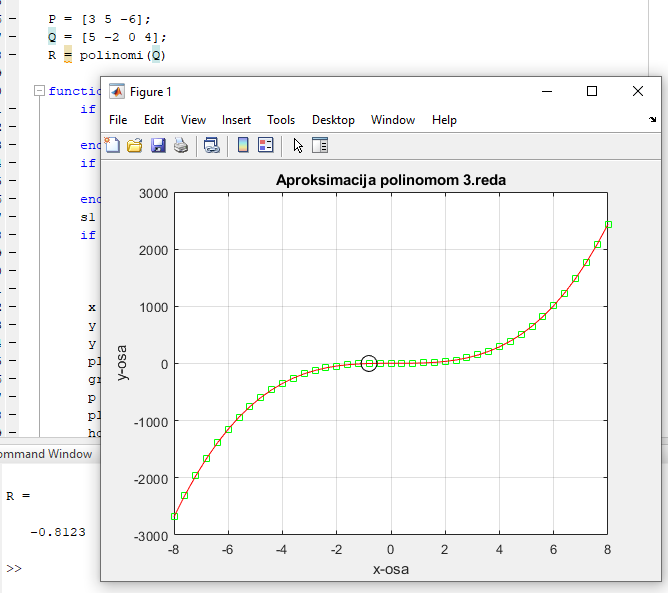 P = [3 5 -6];
Q = [5 -2 0 4];
R = polinomi(Q)
function
if
end
if
end
sl
if
x
y
y
pl
gr
p
pl
ho
Figure 1
File Edit View Insert Tools Desktop Window Help
Aproksimacija polinomom 3.reda
3000
2000
1000
0
-1000
-2000
-3000
y-osa
-8 -6 -4 -2 0 2 4 6 8
x-osa
ommand Window
R =
-0.8123
>>